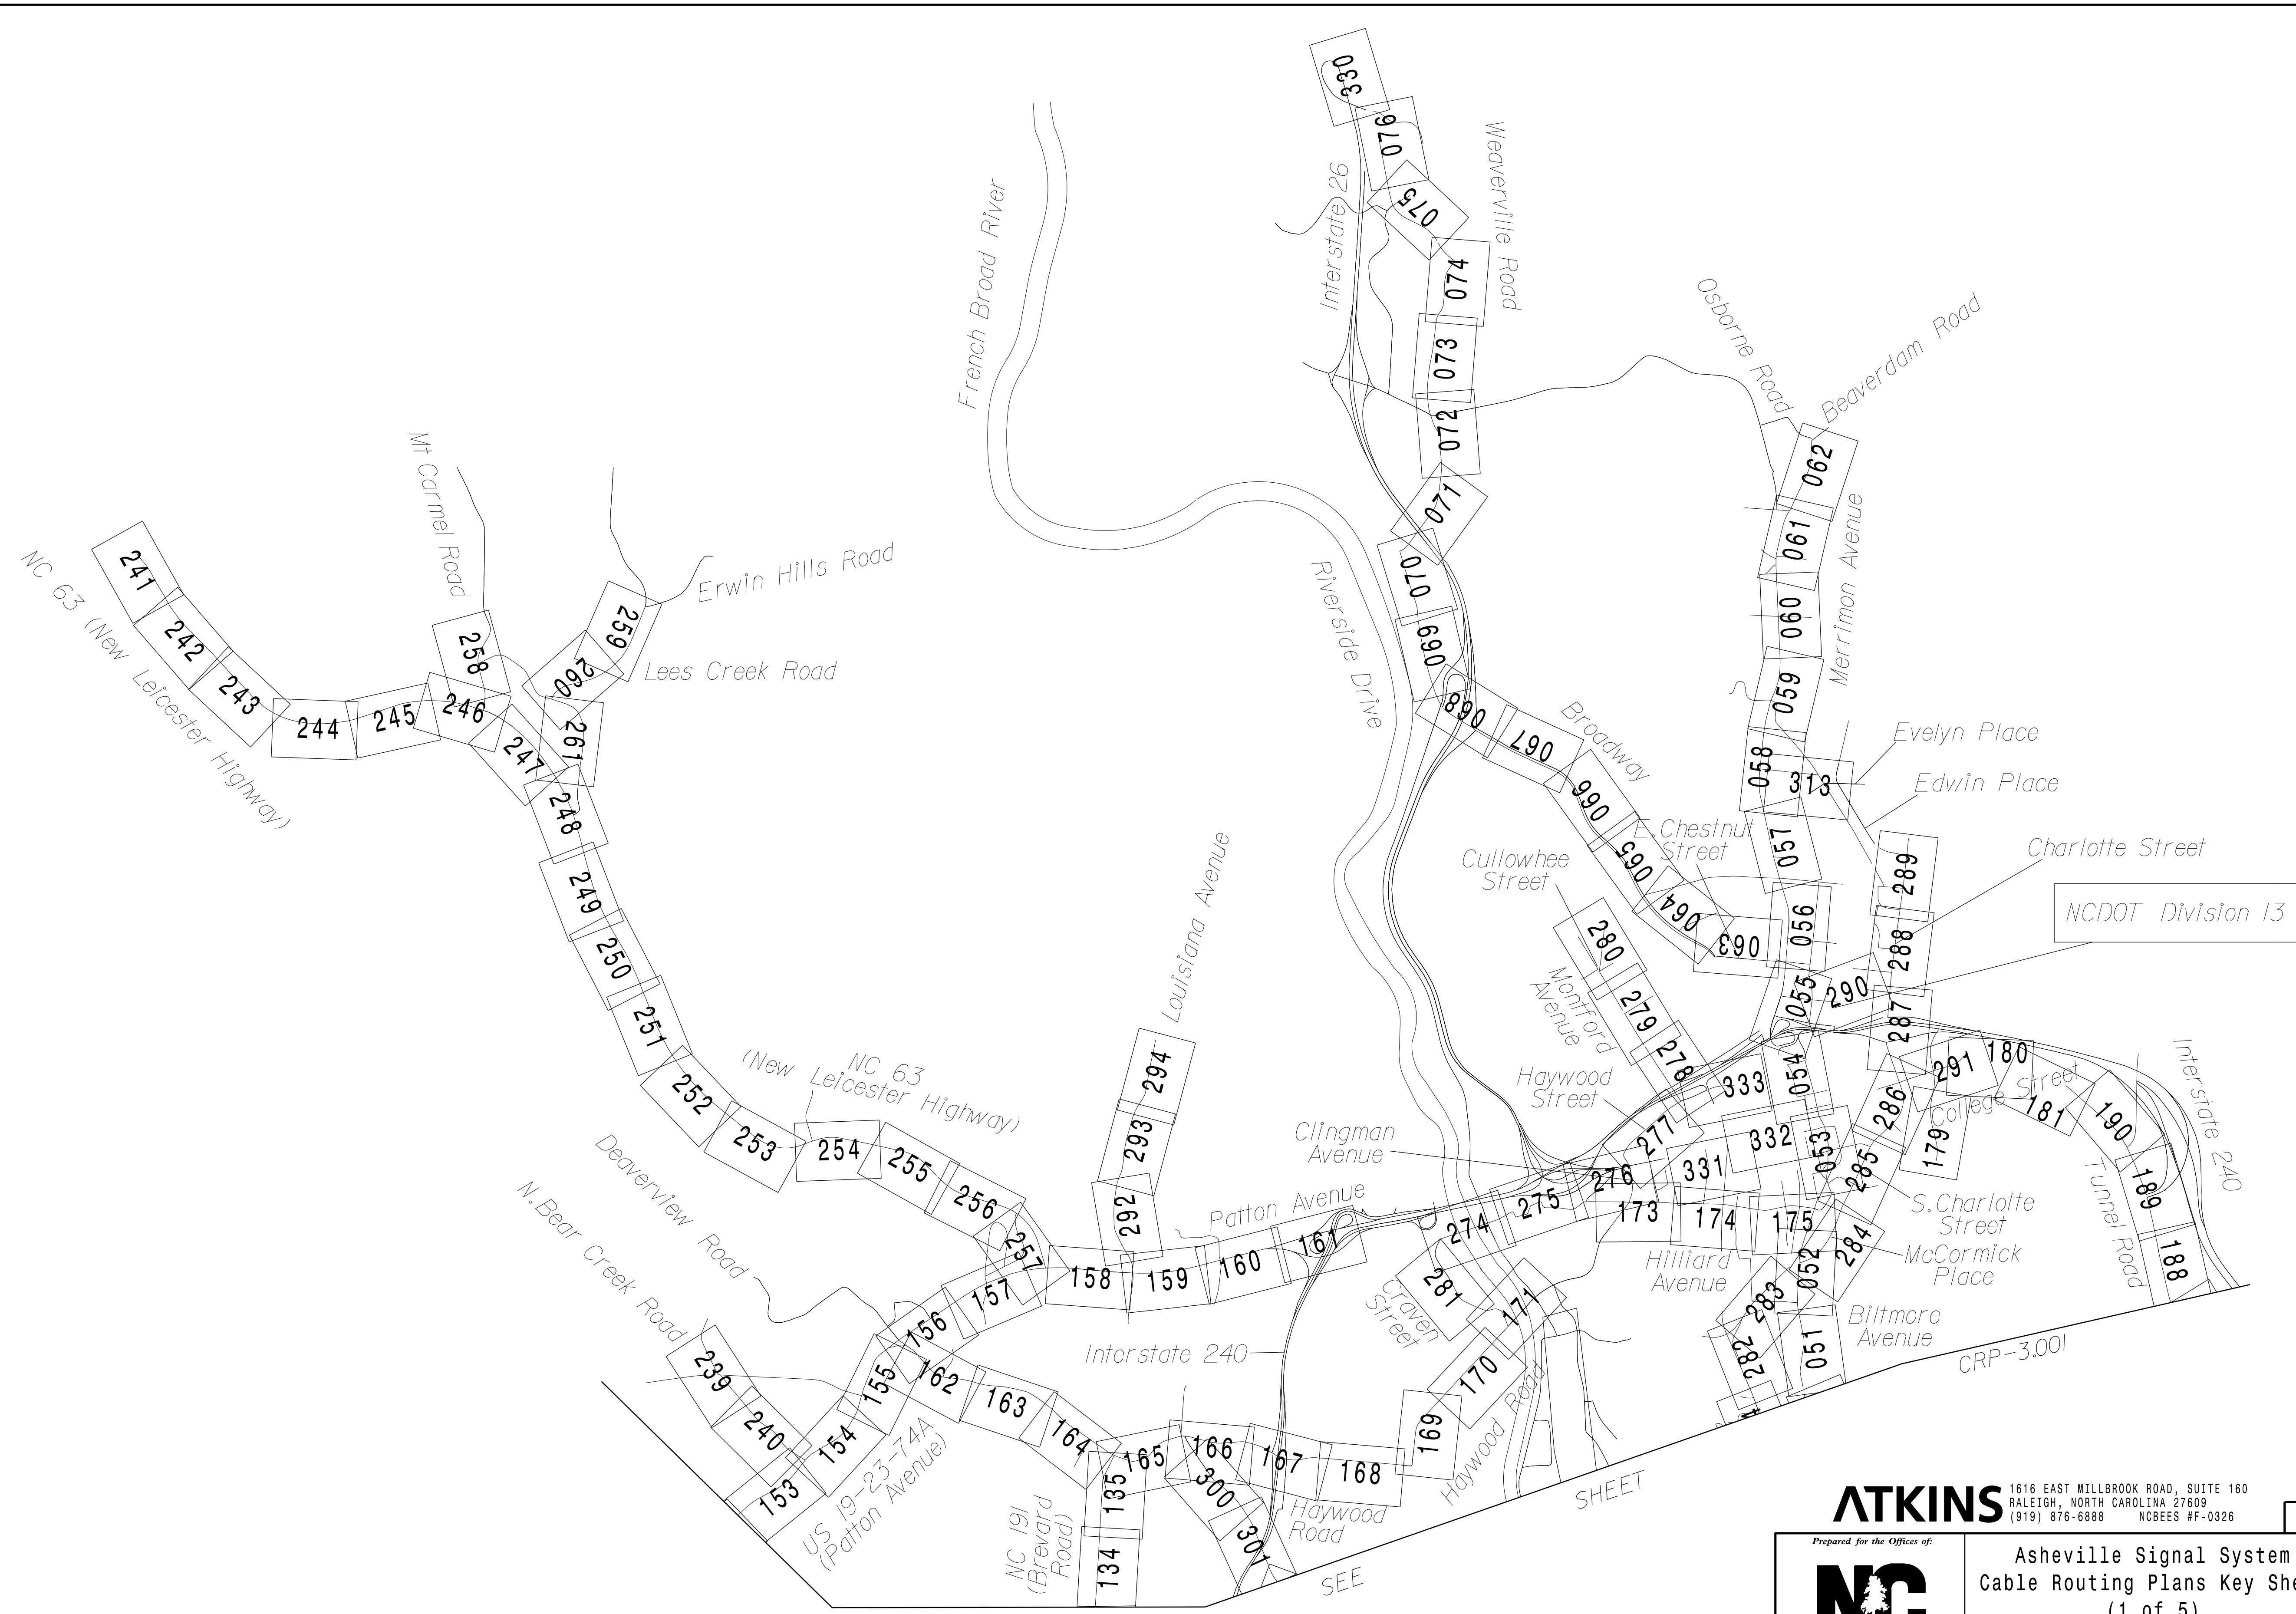 330
076
075
Interstate 26
Weaverville Road
074
073
072
071
070
069
068
067
066
065
064
063
French Broad River
Riverside Drive
Broadway
Osborne Road
Beaverdam Road
062
061
060
059
058
313
057
056
055
054
053
052
051
Merrimon Avenue
Evelyn Place
Edwin Place
Charlotte Street
NCDOT Division 13
E. Chestnut
Street
Cullowhee
Street
Montford
Avenue
Haywood
Street
Clingman
Avenue
289
288
290
287
280
279
278
333
277
332
331
276
275
274
173
174
175
286
285
284
283
282
291
180
181
190
179
189
188
College Street
Interstate 240
Tunnel Road
S. Charlotte
Street
McCormick
Place
Hilliard
Avenue
Biltmore
Avenue
Mt Carmel Road
NC 63 (New Leicester Highway)
Erwin Hills Road
Lees Creek Road
241
242
243
244
245
246
258
259
260
261
247
248
249
250
251
252
253
254
255
256
257
NC 63
(New Leicester Highway)
Louisiana Avenue
294
293
292
Patton Avenue
Deaverview Road
N. Bear Creek Road
158
159
160
161
157
156
155
154
153
239
240
162
163
164
165
166
167
168
169
170
171
281
Craven
Street
Interstate 240
135
134
300
301
US 19-23-74A
(Patton Avenue)
NC 191
(Brevard
Road)
Haywood
Road
Haywood Road
SEE
SHEET
CRP-3.001
ATKINS
1616 EAST MILLBROOK ROAD, SUITE 160
RALEIGH, NORTH CAROLINA 27609
(919) 876-6888 NCBEES #F-0326
Prepared for the Offices of:
NC
Asheville Signal System
Cable Routing Plans Key She
(1 of 5)